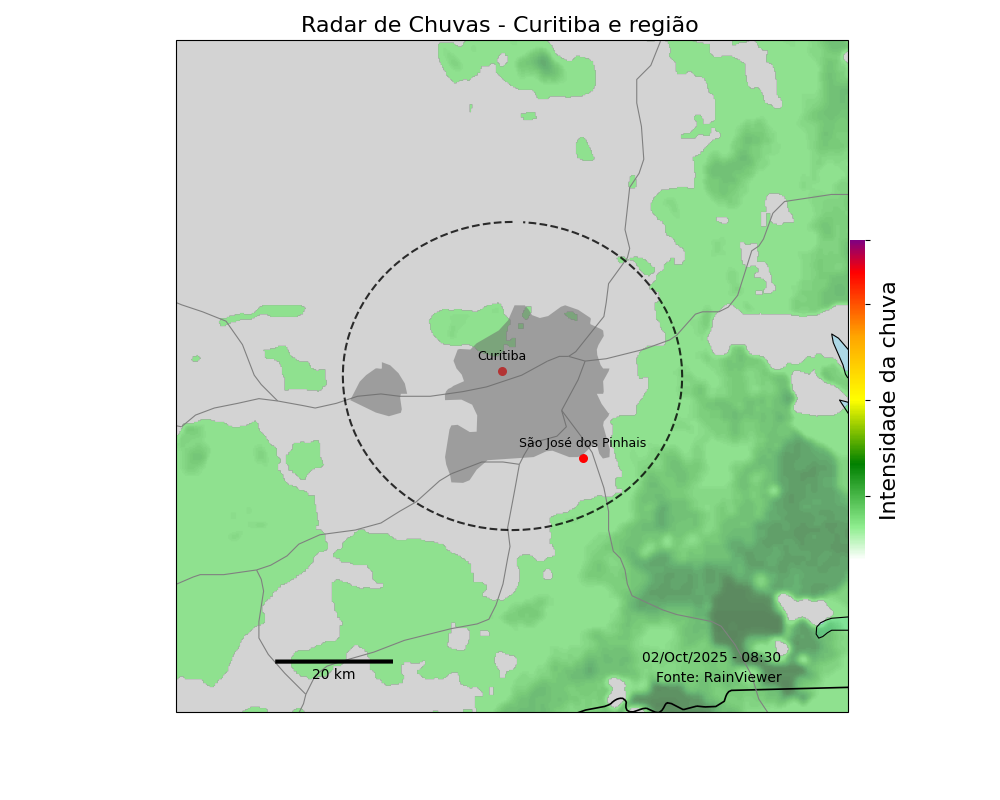 Radar de Chuvas - Curitiba e região
Curitiba
São José dos Pinhais
Intensidade da chuva
20 km
02/Oct/2025 - 08:30
Fonte: RainViewer